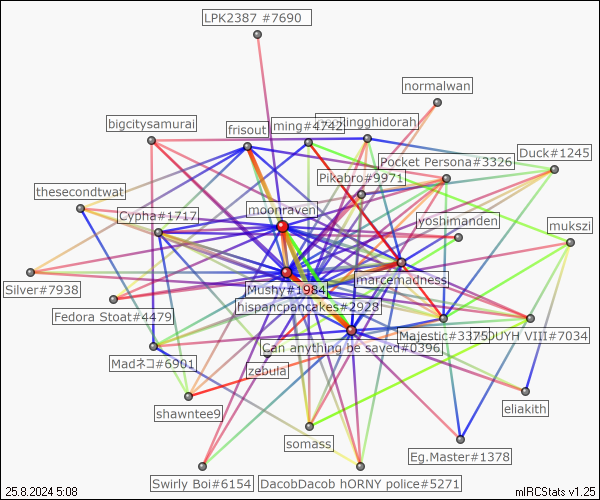 LPK2387 #7690
normalwan
bigcitysamurai
frisout
ming#4742
kingghidorah
Duck#1245
Pocket Persona#3326
Pikabro#9971
thesecondtwat
moonraven
Cypha#1717
yoshimanden
mukszi
Silver#7938
Mushy#1984
marcemadness
hispancpancakes#2928
Fedora Stoat#4479
Majestic#3375
OUYH VIII#7034
Can anything be saved#0396
Madネコ#6901
zebula
shawntee9
eliakith
somass
Eg.Master#1378
Swirly Boi#6154
DacobDacob hORNY police#5271
25.8.2024 5:08
mIRCStats v1.25